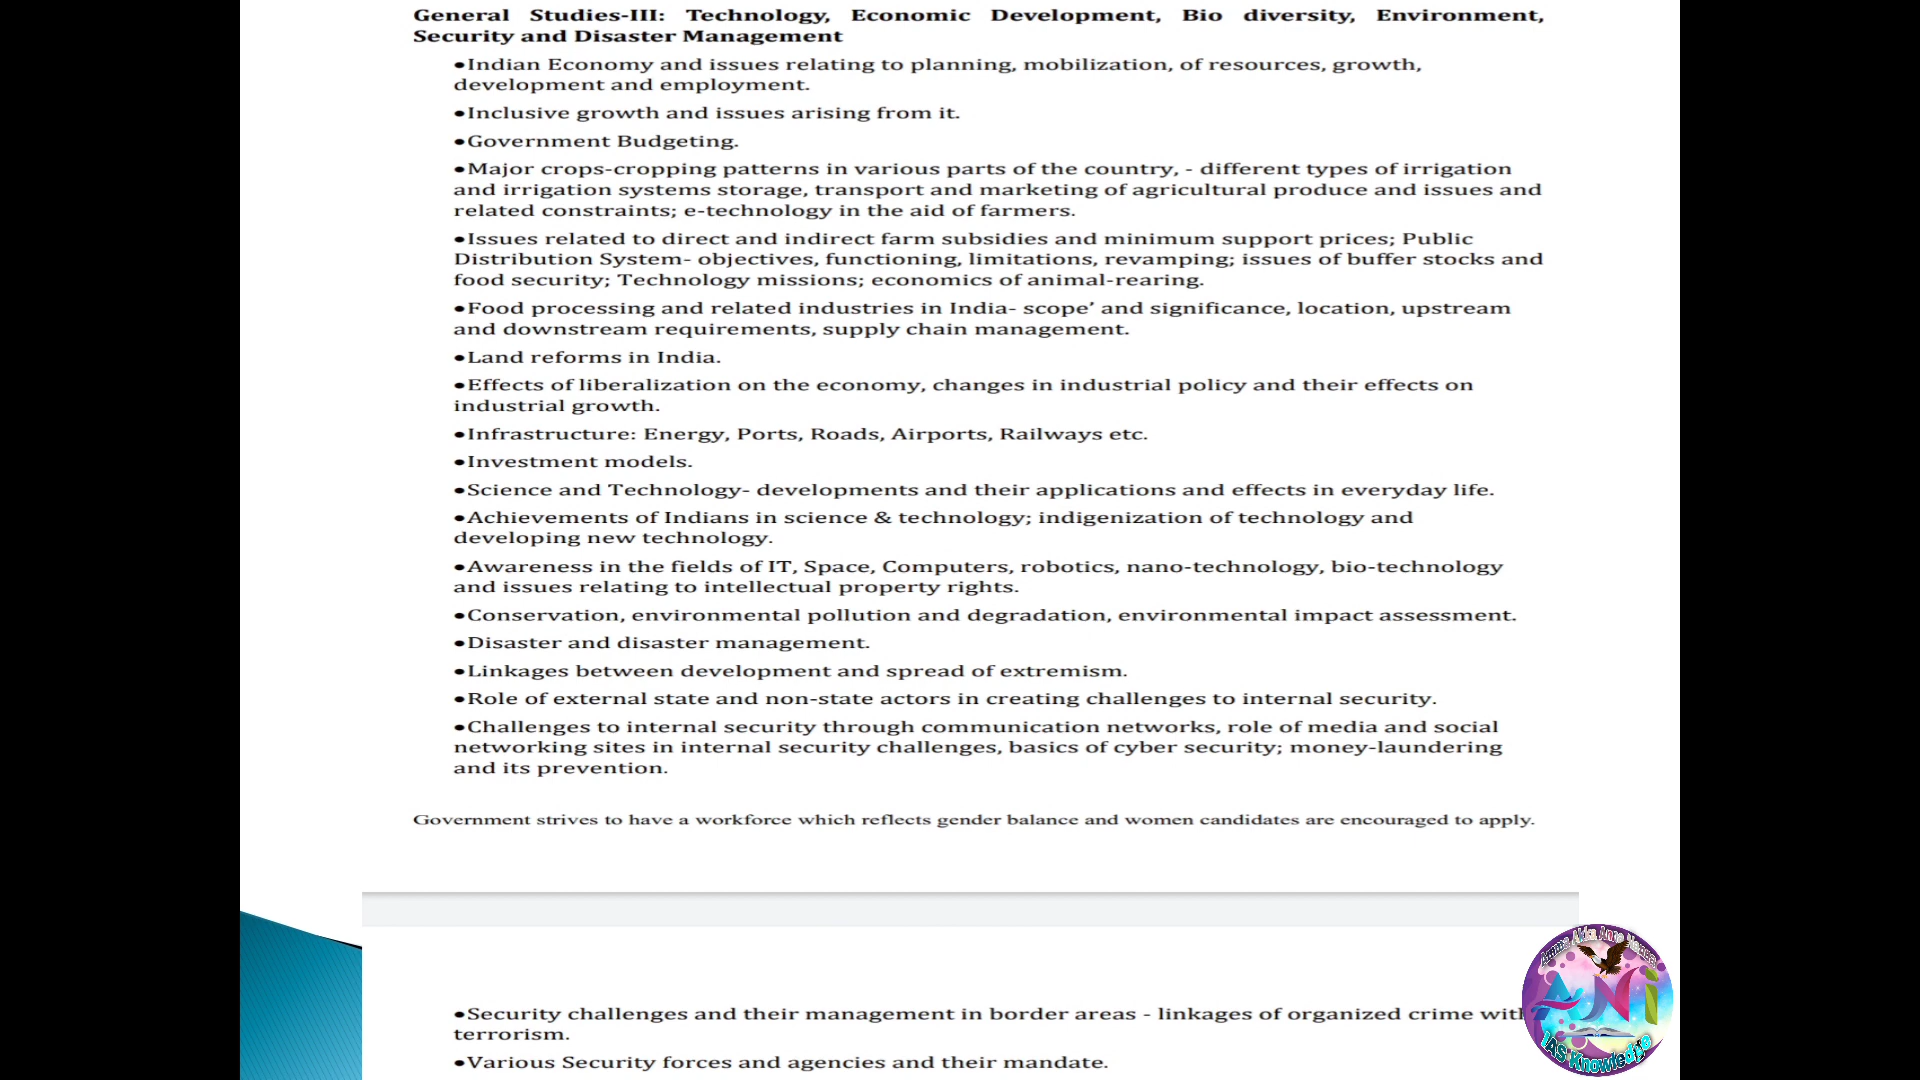 General Studies-III: Technology, Economic Development, Bio diversity, Environment,
Security and Disaster Management
•Indian Economy and issues relating to planning, mobilization, of resources, growth,
development and employment.
•Inclusive growth and issues arising from it.
•Government Budgeting.
•Major crops-cropping patterns in various parts of the country, - different types of irrigation
and irrigation systems storage, transport and marketing of agricultural produce and issues and
related constraints; e-technology in the aid of farmers.
•Issues related to direct and indirect farm subsidies and minimum support prices; Public
Distribution System- objectives, functioning, limitations, revamping; issues of buffer stocks and
food security; Technology missions; economics of animal-rearing.
•Food processing and related industries in India- scope’ and significance, location, upstream
and downstream requirements, supply chain management.
•Land reforms in India.
•Effects of liberalization on the economy, changes in industrial policy and their effects on
industrial growth.
•Infrastructure: Energy, Ports, Roads, Airports, Railways etc.
•Investment models.
•Science and Technology- developments and their applications and effects in everyday life.
•Achievements of Indians in science & technology; indigenization of technology and
developing new technology.
•Awareness in the fields of IT, Space, Computers, robotics, nano-technology, bio-technology
and issues relating to intellectual property rights.
•Conservation, environmental pollution and degradation, environmental impact assessment.
•Disaster and disaster management.
•Linkages between development and spread of extremism.
•Role of external state and non-state actors in creating challenges to internal security.
•Challenges to internal security through communication networks, role of media and social
networking sites in internal security challenges, basics of cyber security; money-laundering
and its prevention.
Government strives to have a workforce which reflects gender balance and women candidates are encouraged to apply.
•Security challenges and their management in border areas - linkages of organized crime with
terrorism.
•Various Security forces and agencies and their mandate.
ANI
IAS Knowledge